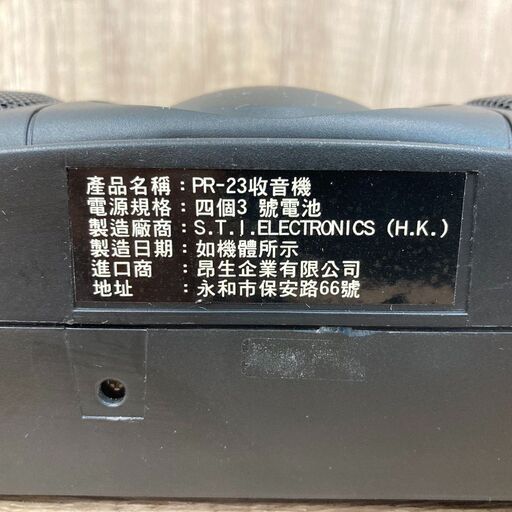 產品名稱：PR-23收音機
電源規格：四個3 號電池
製造廠商：S.T.I.ELECTRONICS (H.K.)
製造日期：如機體所示
進口商　：昂生企業有限公司
地址　　：永和市保安路66號